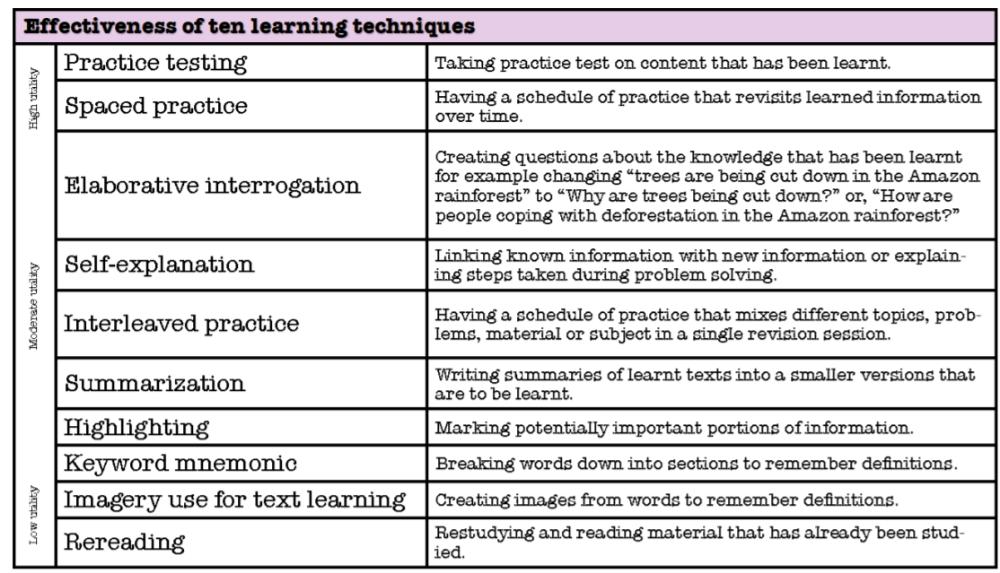 Effectiveness of ten learning techniques
High utility
Practice testing
Taking practice test on content that has been learnt.
Spaced practice
Having a schedule of practice that revisits learned information
over time.
Elaborative interrogation
Creating questions about the knowledge that has been learnt
for example changing “trees are being cut down in the Amazon
rainforest” to “Why are trees being cut down?” or, “How are
people coping with deforestation in the Amazon rainforest?”
Moderate utility
Self-explanation
Linking known information with new information or explain-
ing steps taken during problem solving.
Interleaved practice
Having a schedule of practice that mixes different topics, prob-
lems, material or subject in a single revision session.
Summarization
Writing summaries of learnt texts into a smaller versions that
are to be learnt.
Highlighting
Marking potentially important portions of information.
Keyword mnemonic
Breaking words down into sections to remember definitions.
Low utility
Imagery use for text learning
Creating images from words to remember definitions.
Rereading
Restudying and reading material that has already been stud-
ied.